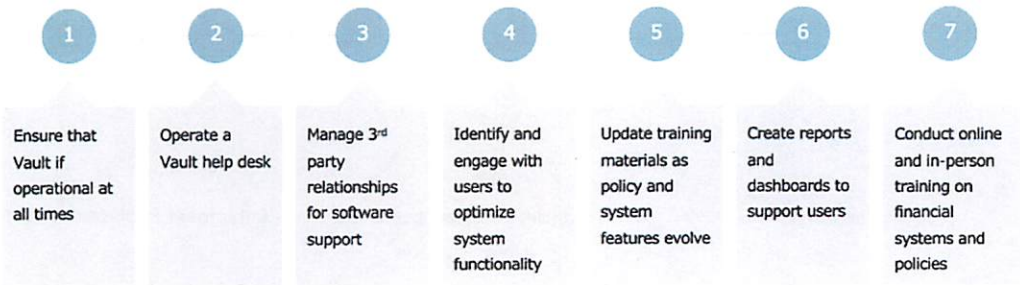 1
Ensure that
Vault if
operational at
all times
2
Operate a
Vault help desk
3
Manage 3rd
party
relationships
for software
support
4
Identify and
engage with
users to
optimize
system
functionality
5
Update training
materials as
policy and
system
features evolve
6
Create reports
and
dashboards to
support users
7
Conduct online
and in-person
training on
financial
systems and
policies